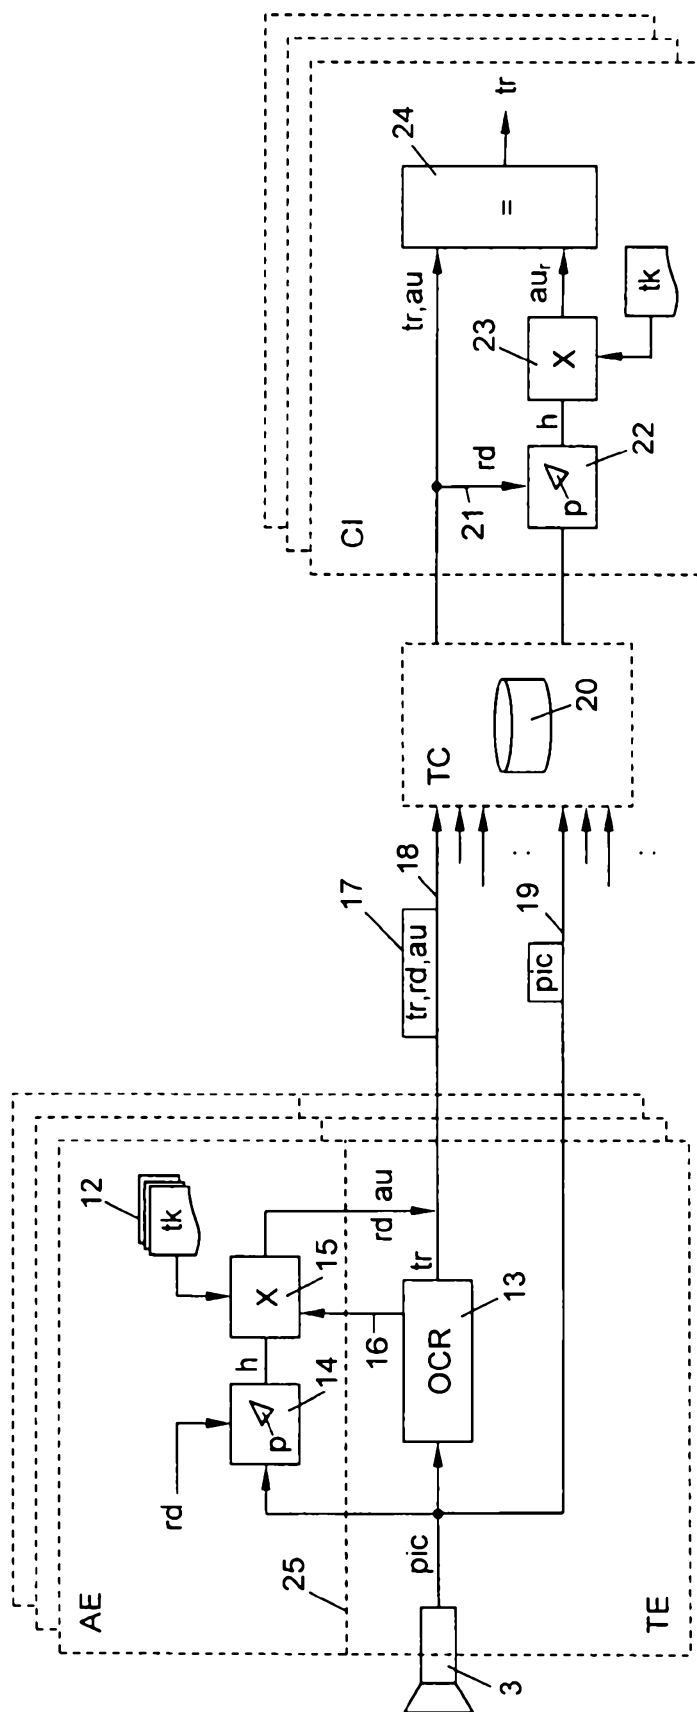 AE
25
rd
p
14
h
X
15
12
tk
rd
au
16
tr
OCR
13
pic
3
TE
17
tr,rd,au
18
pic
19
:
:
TC
20
CI
21
rd
p
22
h
X
23
tk
tr,au
au_r
=
24
tr